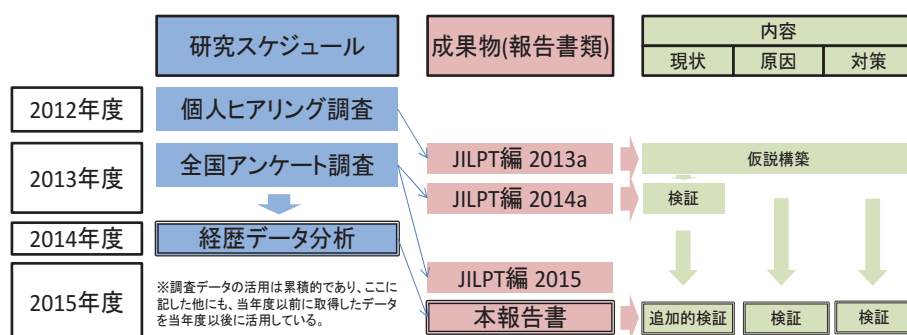 研究スケジュール
成果物(報告書類)
内容
現状
原因
対策
2012年度
個人ヒアリング調査
2013年度
全国アンケート調査
JILPT編 2013a
仮説構築
JILPT編 2014a
検証
2014年度
経歴データ分析
2015年度
※調査データの活用は累積的であり、ここに
記した他にも、当年度以前に取得したデータ
を当年度以後に活用している。
JILPT編 2015
本報告書
追加的検証
検証
検証